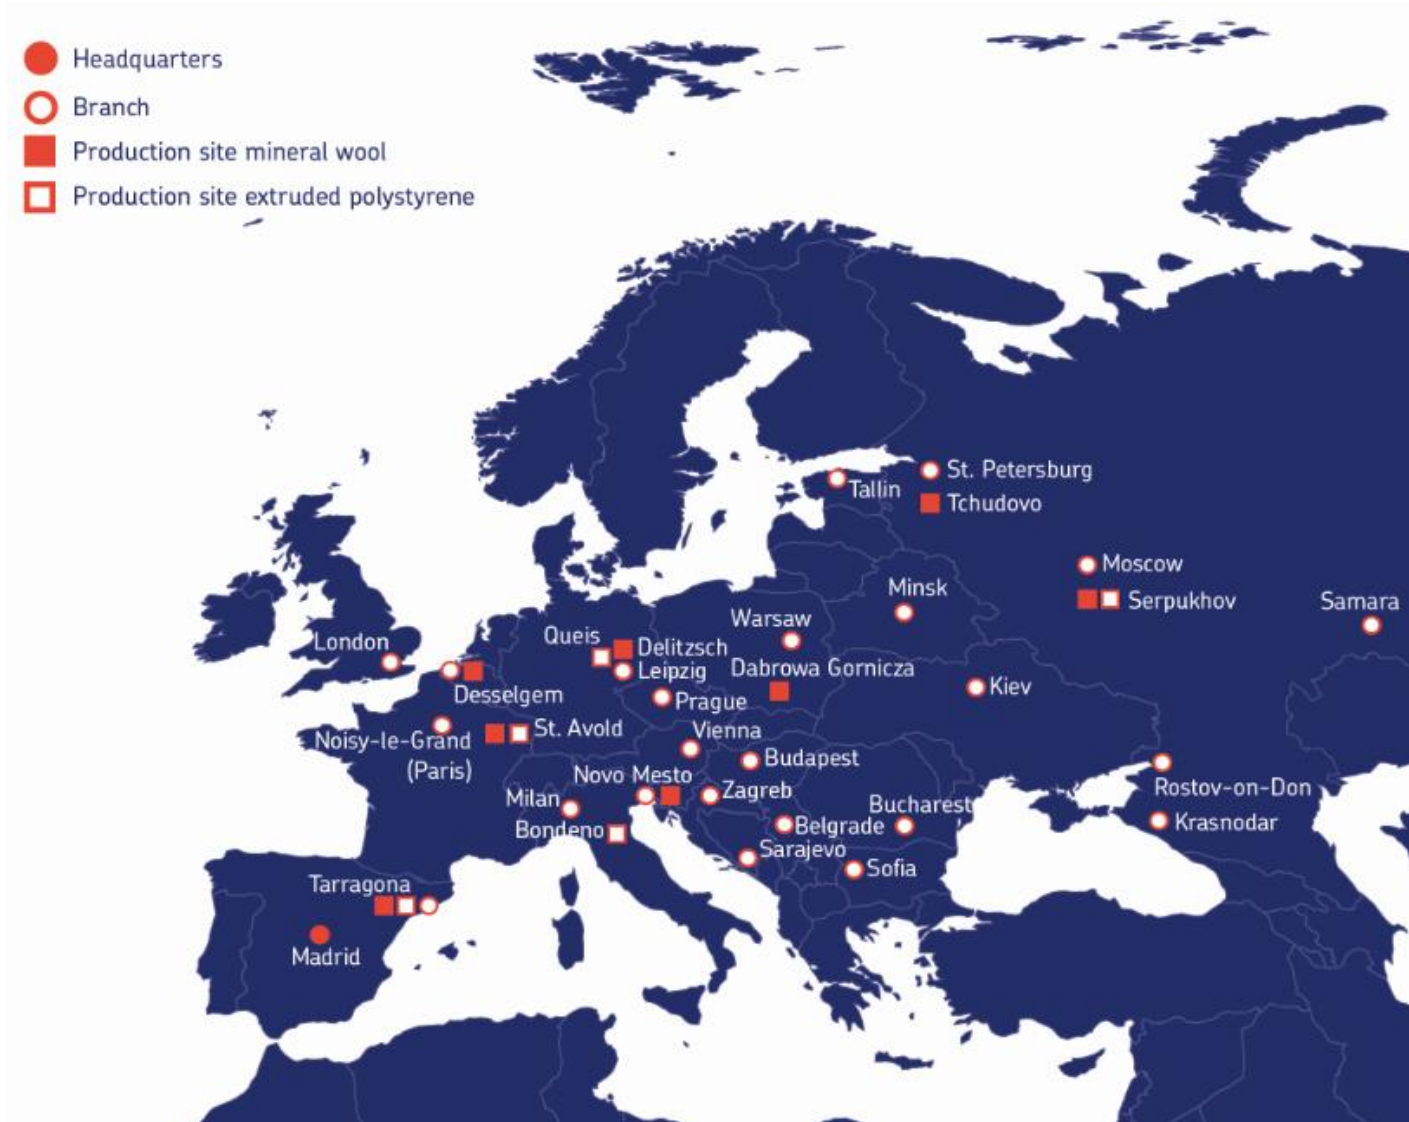 Headquarters
Branch
Production site mineral wool
Production site extruded polystyrene
St. Petersburg
Tallin
Tchudovo
Moscow
Minsk
Serpukhov
Samara
Warsaw
Queis
London
Delitzsch
Leipzig
Dabrowa Gornicza
Desselgem
Kiev
Prague
St. Avold
Vienna
Noisy-le-Grand
(Paris)
Budapest
Novo Mesto
Rostov-on-Don
Zagreb
Milan
Bucharest
Krasnodar
Belgrade
Bondeno
Sarajevo
Sofia
Tarragona
Madrid